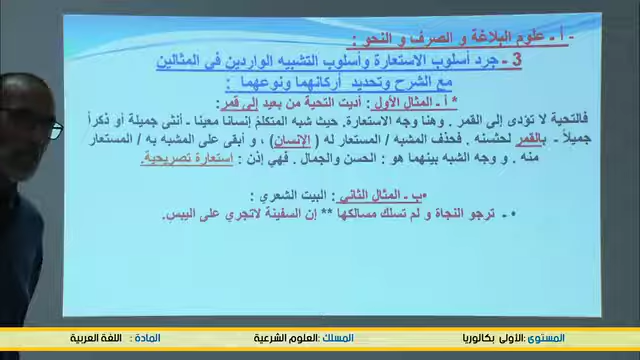 - أ ـ علوم البلاغة و الصرف و النحو :
3 ـ جرد أسلوب الاستعارة وأسلوب التشبيه الواردين في المثالين
مع الشرح وتحديد أركانهما ونوعهما :
* أ ـ المثال الأول : أديت التحية من بعيد إلى قمر:
فالتحية لا تؤدى إلى القمر . وهنا وجه الاستعارة. حيث شبه المتكلمُ إنسانا معينا ـ أنثى جميلة أو ذكراً
جميلاً ـ بالقمر لحُسنه . فحذف المشبه / المستعار له (الإنسان) ، و أبقى على المشبه به / المستعار
منه . و وجه الشبه بينهما هو : الحسن والجمال . فهي إذن : استعارة تصريحية.
•ب ـ المثال الثاني : البيت الشعري :
• ـ ترجو النجاة و لم تسلك مسالكها ** إن السفينة لاتجري على اليبسِ.
المستوى :الأولى بكالوريا
المسلك :العلوم الشرعية
المادة : اللغة العربية